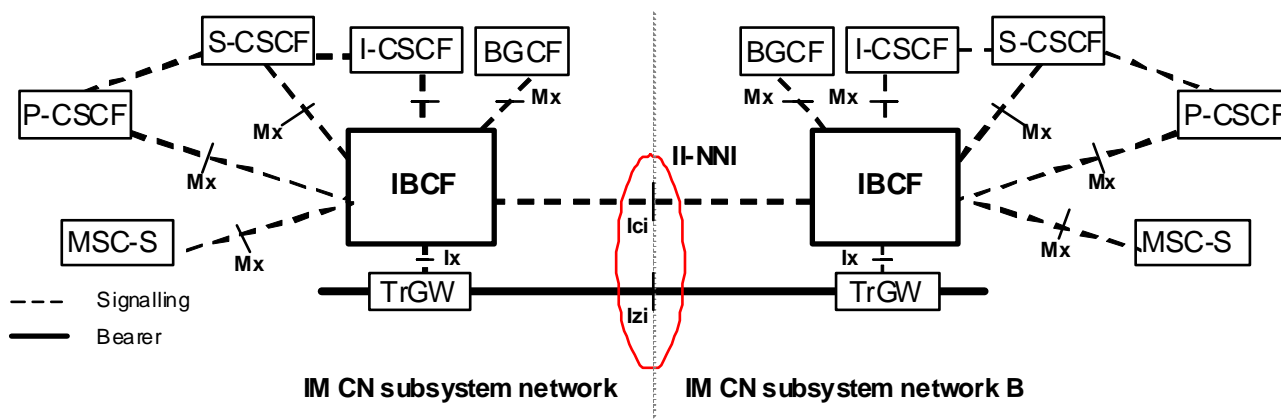 S-CSCF
I-CSCF
BGCF
BGCF
I-CSCF
S-CSCF
P-CSCF
Mx
Mx
Mx
Mx
Mx
P-CSCF
Mx
IBCF
II-NNI
IBCF
Mx
MSC-S
Mx
Ici
Mx
MSC-S
Ix
Ix
TrGW
TrGW
Signalling
Izi
Bearer
IM CN subsystem network
IM CN subsystem network B